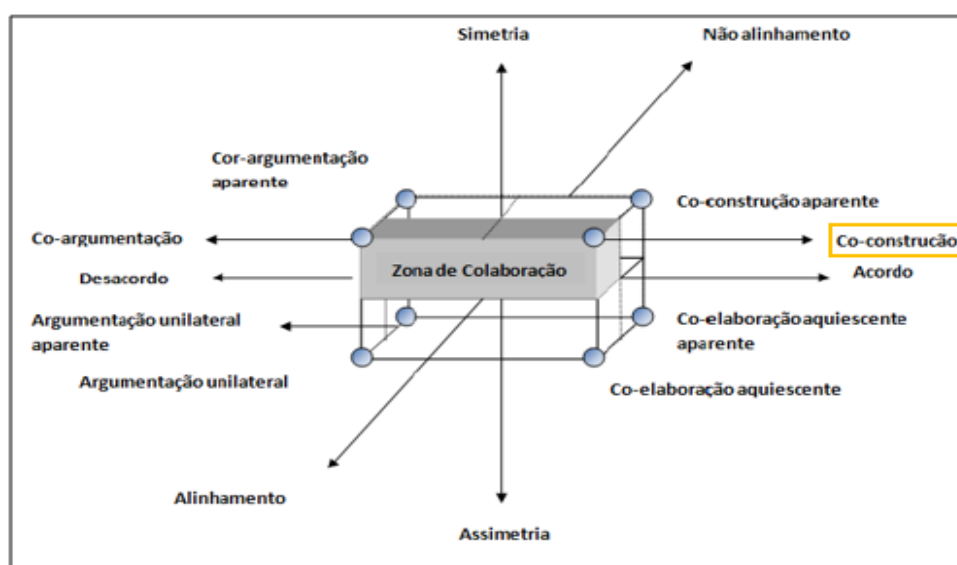 Simetria
Não alinhamento
Cor-argumentação
aparente
Co-construção aparente
Co-argumentação
Co-construcão
Zona de Colaboração
Desacordo
Acordo
Argumentação unilateral
aparente
Co-elaboração aquiescente
aparente
Argumentação unilateral
Co-elaboração aquiescente
Alinhamento
Assimetria